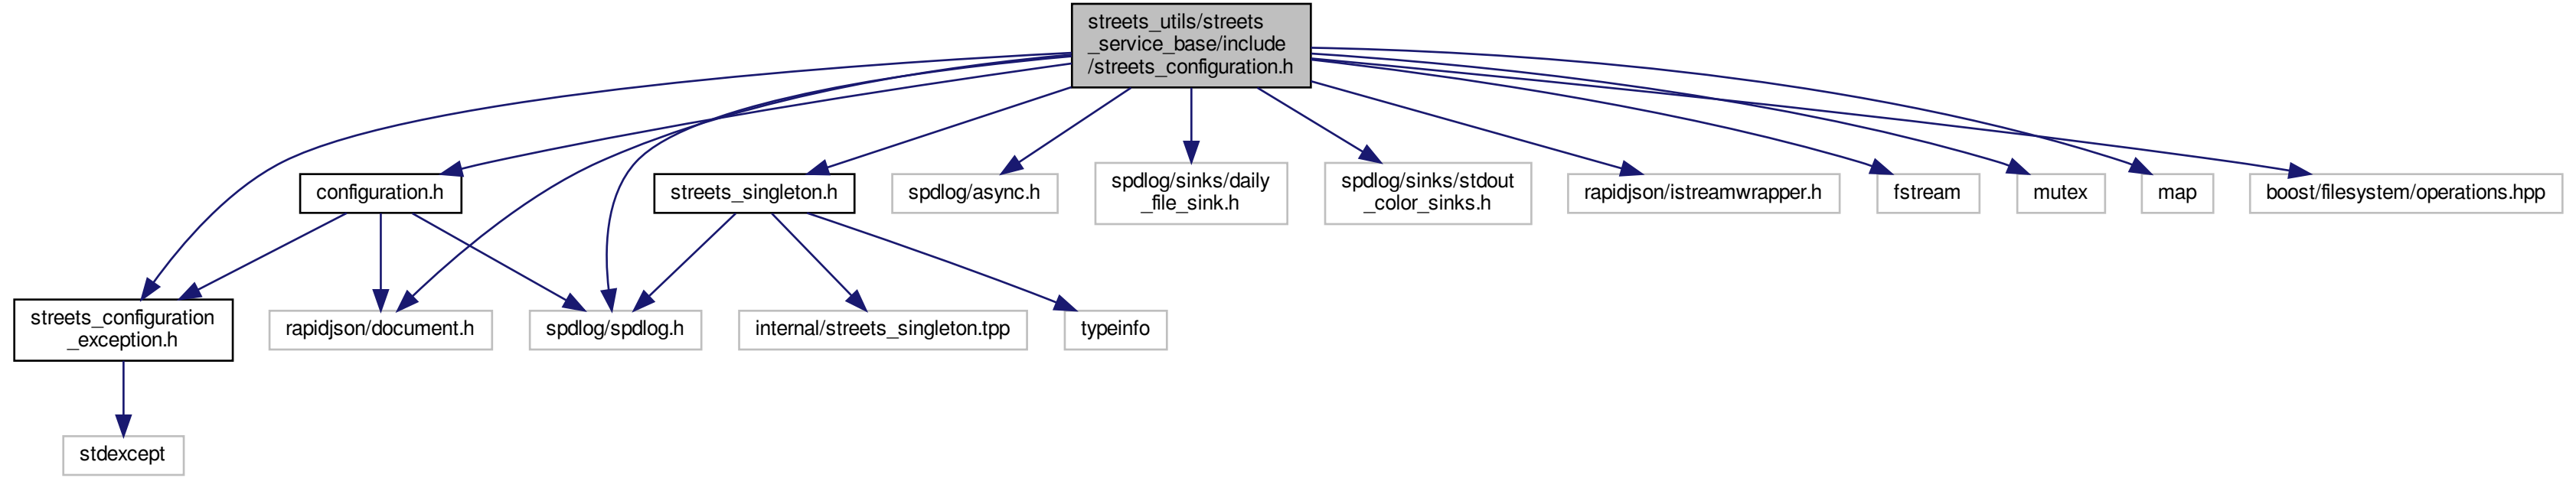 streets_utils/streets
_service_base/include
/streets_configuration.h
configuration.h
streets_singleton.h
spdlog/async.h
spdlog/sinks/daily
_file_sink.h
spdlog/sinks/stdout
_color_sinks.h
rapidjson/istreamwrapper.h
fstream
mutex
map
boost/filesystem/operations.hpp
streets_configuration
_exception.h
rapidjson/document.h
spdlog/spdlog.h
internal/streets_singleton.tpp
typeinfo
stdexcept